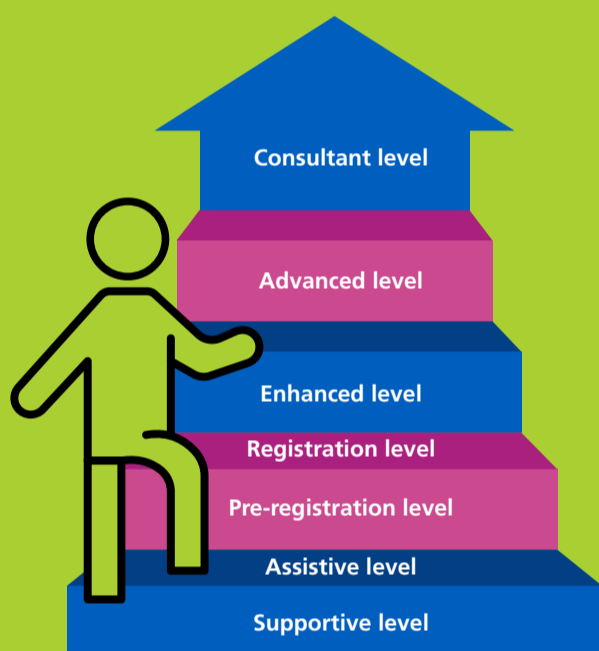 Consultant level
Advanced level
Enhanced level
Registration level
Pre-registration level
Assistive level
Supportive level